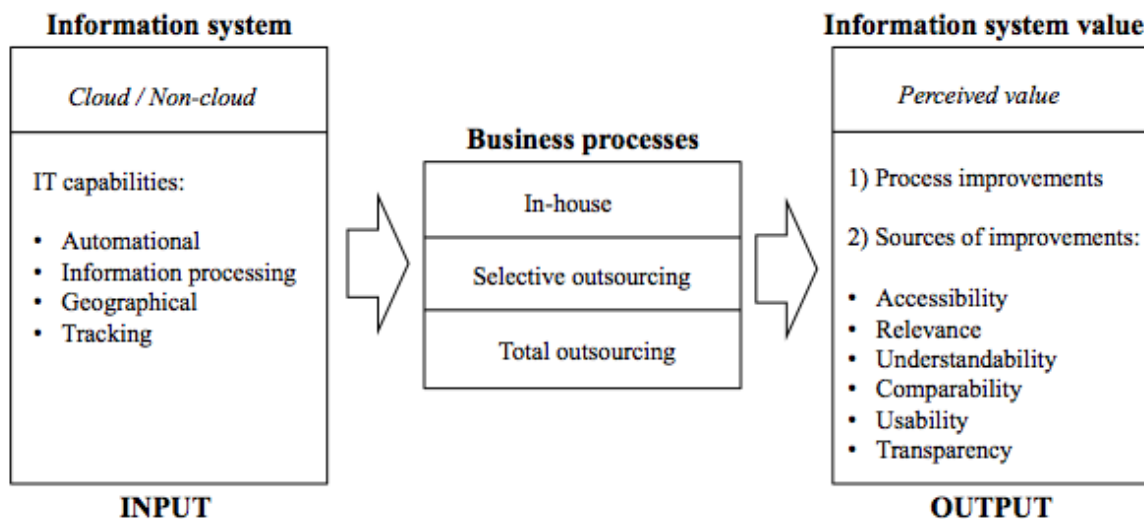 Information system
Cloud / Non-cloud
IT capabilities:
• Automational
• Information processing
• Geographical
• Tracking
INPUT
Business processes
In-house
Selective outsourcing
Total outsourcing
Information system value
Perceived value
1) Process improvements
2) Sources of improvements:
• Accessibility
• Relevance
• Understandability
• Comparability
• Usability
• Transparency
OUTPUT